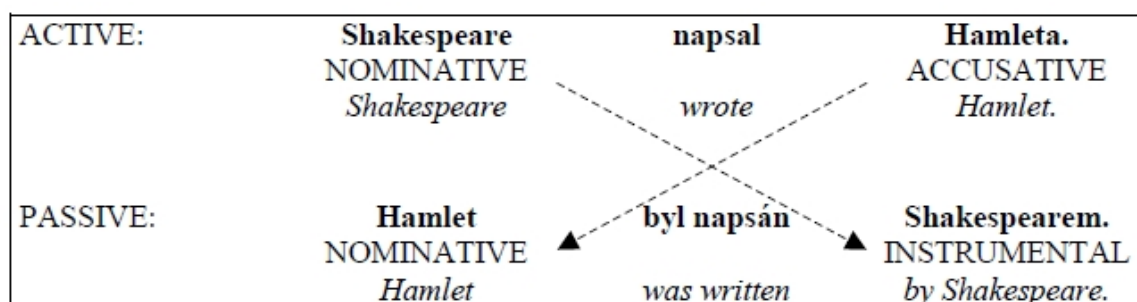 ACTIVE: Shakespeare napsal Hamleta.
NOMINATIVE ACCUSATIVE
Shakespeare wrote Hamlet.
PASSIVE: Hamlet byl napsán Shakespearem.
NOMINATIVE INSTRUMENTAL
Hamlet was written by Shakespeare.